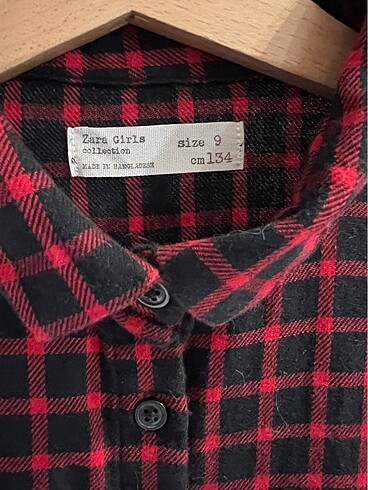 Zara Girls size 9
collection cm 134
MADE IN BANGLADESH